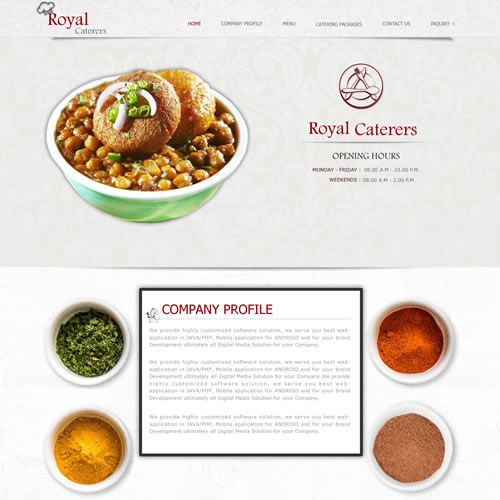 Royal
Caterers
HOME COMPANY PROFILE MENU CATERING PACKAGES CONTACT US INQUIRY
Royal Caterers
OPENING HOURS
MONDAY - FRIDAY : 08.00 A.M - 23.00 P.M.
WEEKENDS : 08.00 A.M - 2.00 P.M.
COMPANY PROFILE
We provide highly customized software solution, we serve you best web-
application in JAVA/PHP, Mobile application for ANDROID and for your brand
Development ultimately all Digital Media Solution for your Company.
We provide highly customized software solution, we serve you best web-
application in JAVA/PHP, Mobile application for ANDROID and for your brand
Development ultimately all Digital Media Solution for your Company.We provide
highly customized software solution, we serve you best web-
application in JAVA/PHP, Mobile application for ANDROID and for your brand
Development ultimately all Digital Media Solution for your Company.
We provide highly customized software solution, we serve you best web-
application in JAVA/PHP, Mobile application for ANDROID and for your brand
Development ultimately all Digital Media Solution for your Company.